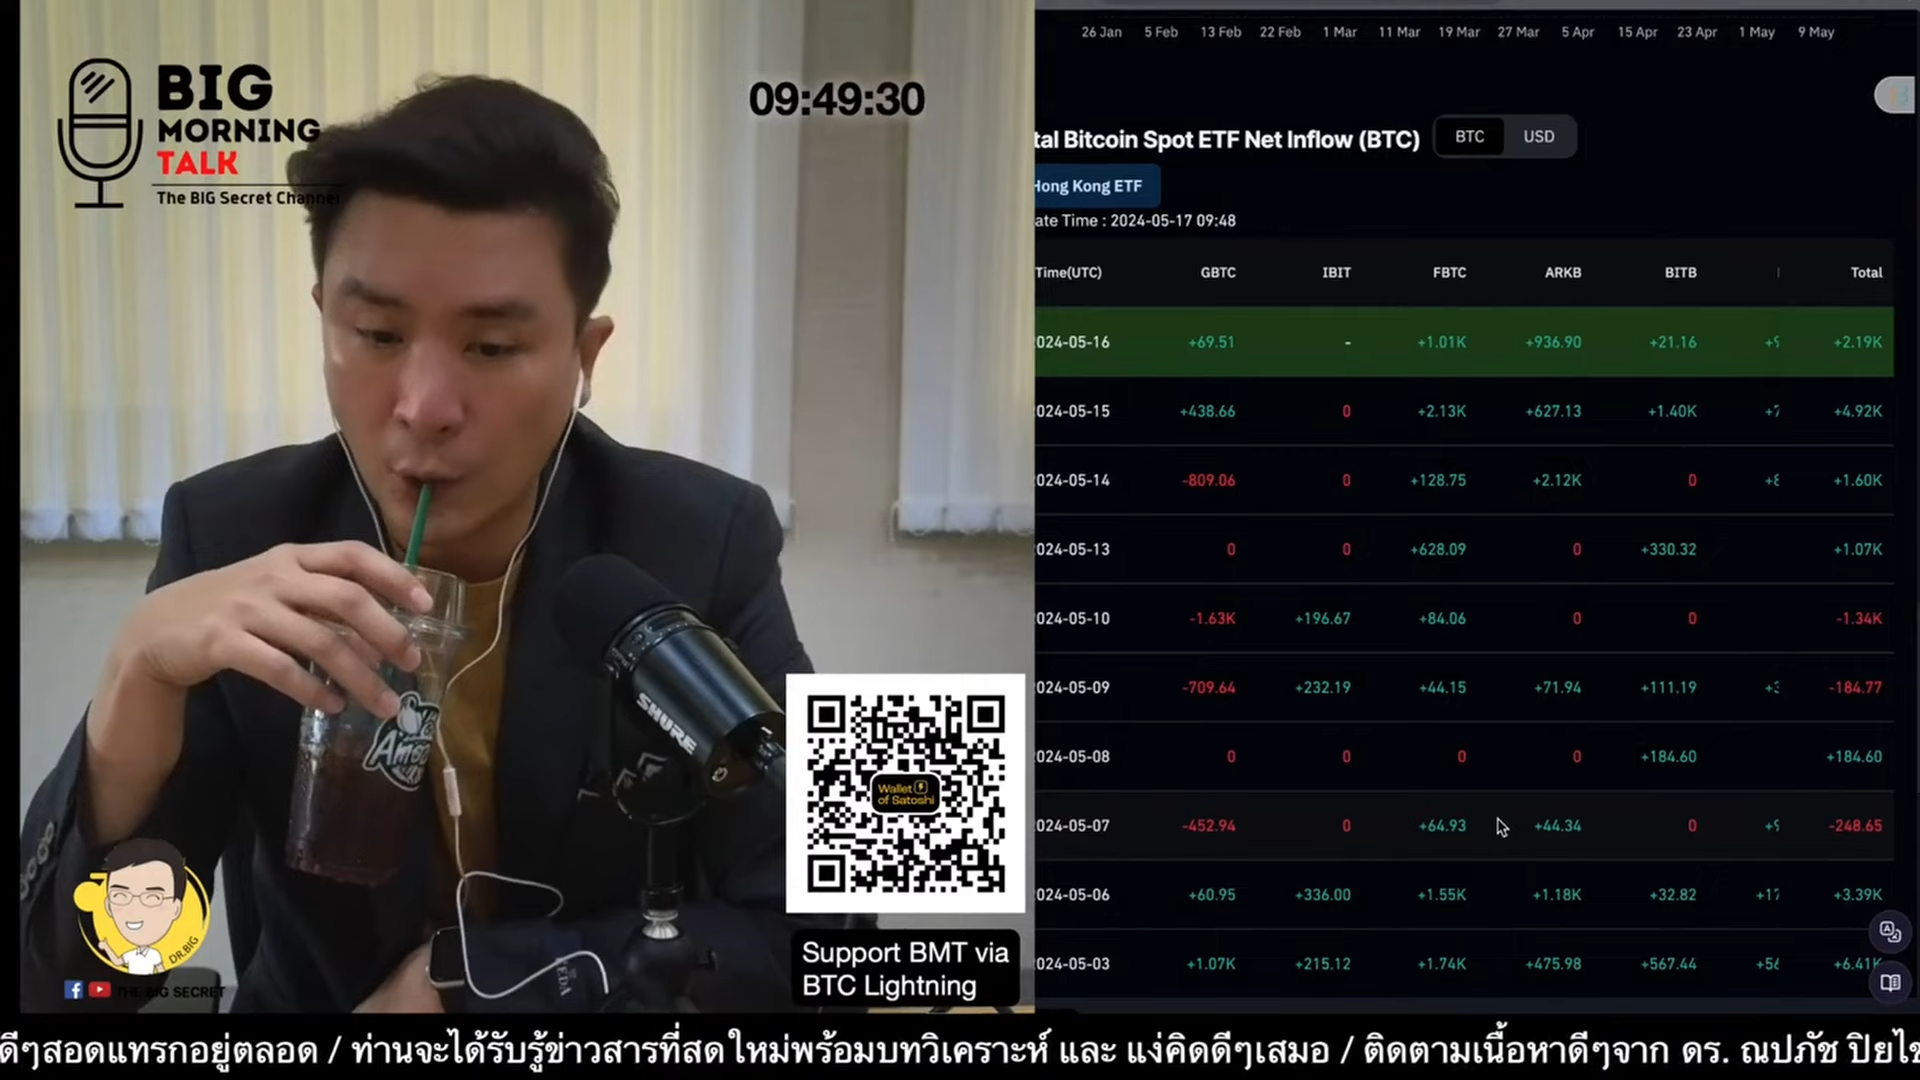 BIG
MORNING
TALK
The BIG Secret Channel
09:49:30
SHURE
Wallet
of Satoshi
Support BMT via
BTC Lightning
DR.BIG
THE BIG SECRET
26 Jan 5 Feb 13 Feb 22 Feb 1 Mar 11 Mar 19 Mar 27 Mar 5 Apr 15 Apr 23 Apr 1 May 9 May
tal Bitcoin Spot ETF Net Inflow (BTC) BTC USD
Hong Kong ETF
ate Time : 2024-05-17 09:48
Time(UTC) GBTC IBIT FBTC ARKB BITB Total
024-05-16 +69.51 - +1.01K +936.90 +21.16 +9 +2.19K
024-05-15 +438.66 0 +2.13K +627.13 +1.40K +7 +4.92K
024-05-14 -809.06 0 +128.75 +2.12K 0 +8 +1.60K
024-05-13 0 0 +628.09 0 +330.32 +1.07K
024-05-10 -1.63K +196.67 +84.06 0 0 -1.34K
024-05-09 -709.64 +232.19 +44.15 +71.94 +111.19 +3 -184.77
024-05-08 0 0 0 0 +184.60 +184.60
024-05-07 -452.94 0 +64.93 +44.34 0 +9 -248.65
024-05-06 +60.95 +336.00 +1.55K +1.18K +32.82 +17 +3.39K
024-05-03 +1.07K +215.12 +1.74K +475.98 +567.44 +56 +6.41K
ดีๆสอดแทรกอยู่ตลอด / ท่านจะได้รับรู้ข่าวสารที่สดใหม่พร้อมบทวิเคราะห์ และ แง่คิดดีๆเสมอ / ติดตามเนื้อหาดีๆจาก ดร. ณปภัช ปิยไช